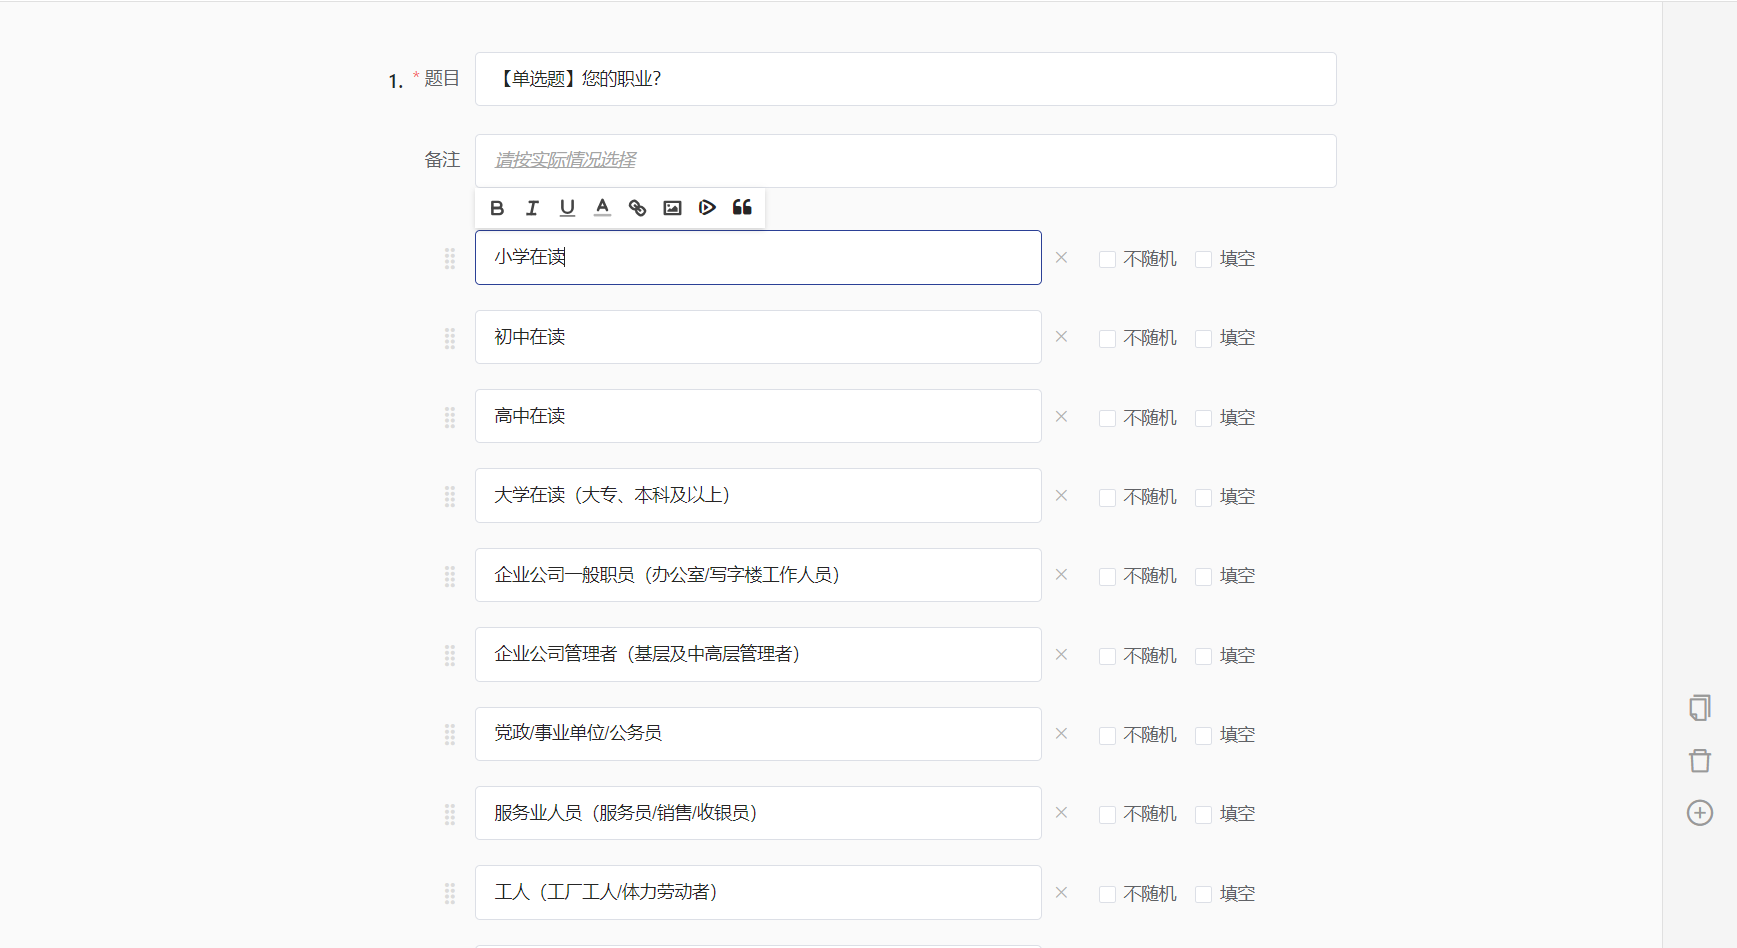 1. * 题目 【单选题】您的职业?
备注 请按实际情况选择
B I U A
小学在读 × 不随机 填空
初中在读 × 不随机 填空
高中在读 × 不随机 填空
大学在读（大专、本科及以上） × 不随机 填空
企业公司一般职员（办公室/写字楼工作人员） × 不随机 填空
企业公司管理者（基层及中高层管理者） × 不随机 填空
党政/事业单位/公务员 × 不随机 填空
服务业人员（服务员/销售/收银员） × 不随机 填空
工人（工厂工人/体力劳动者） × 不随机 填空